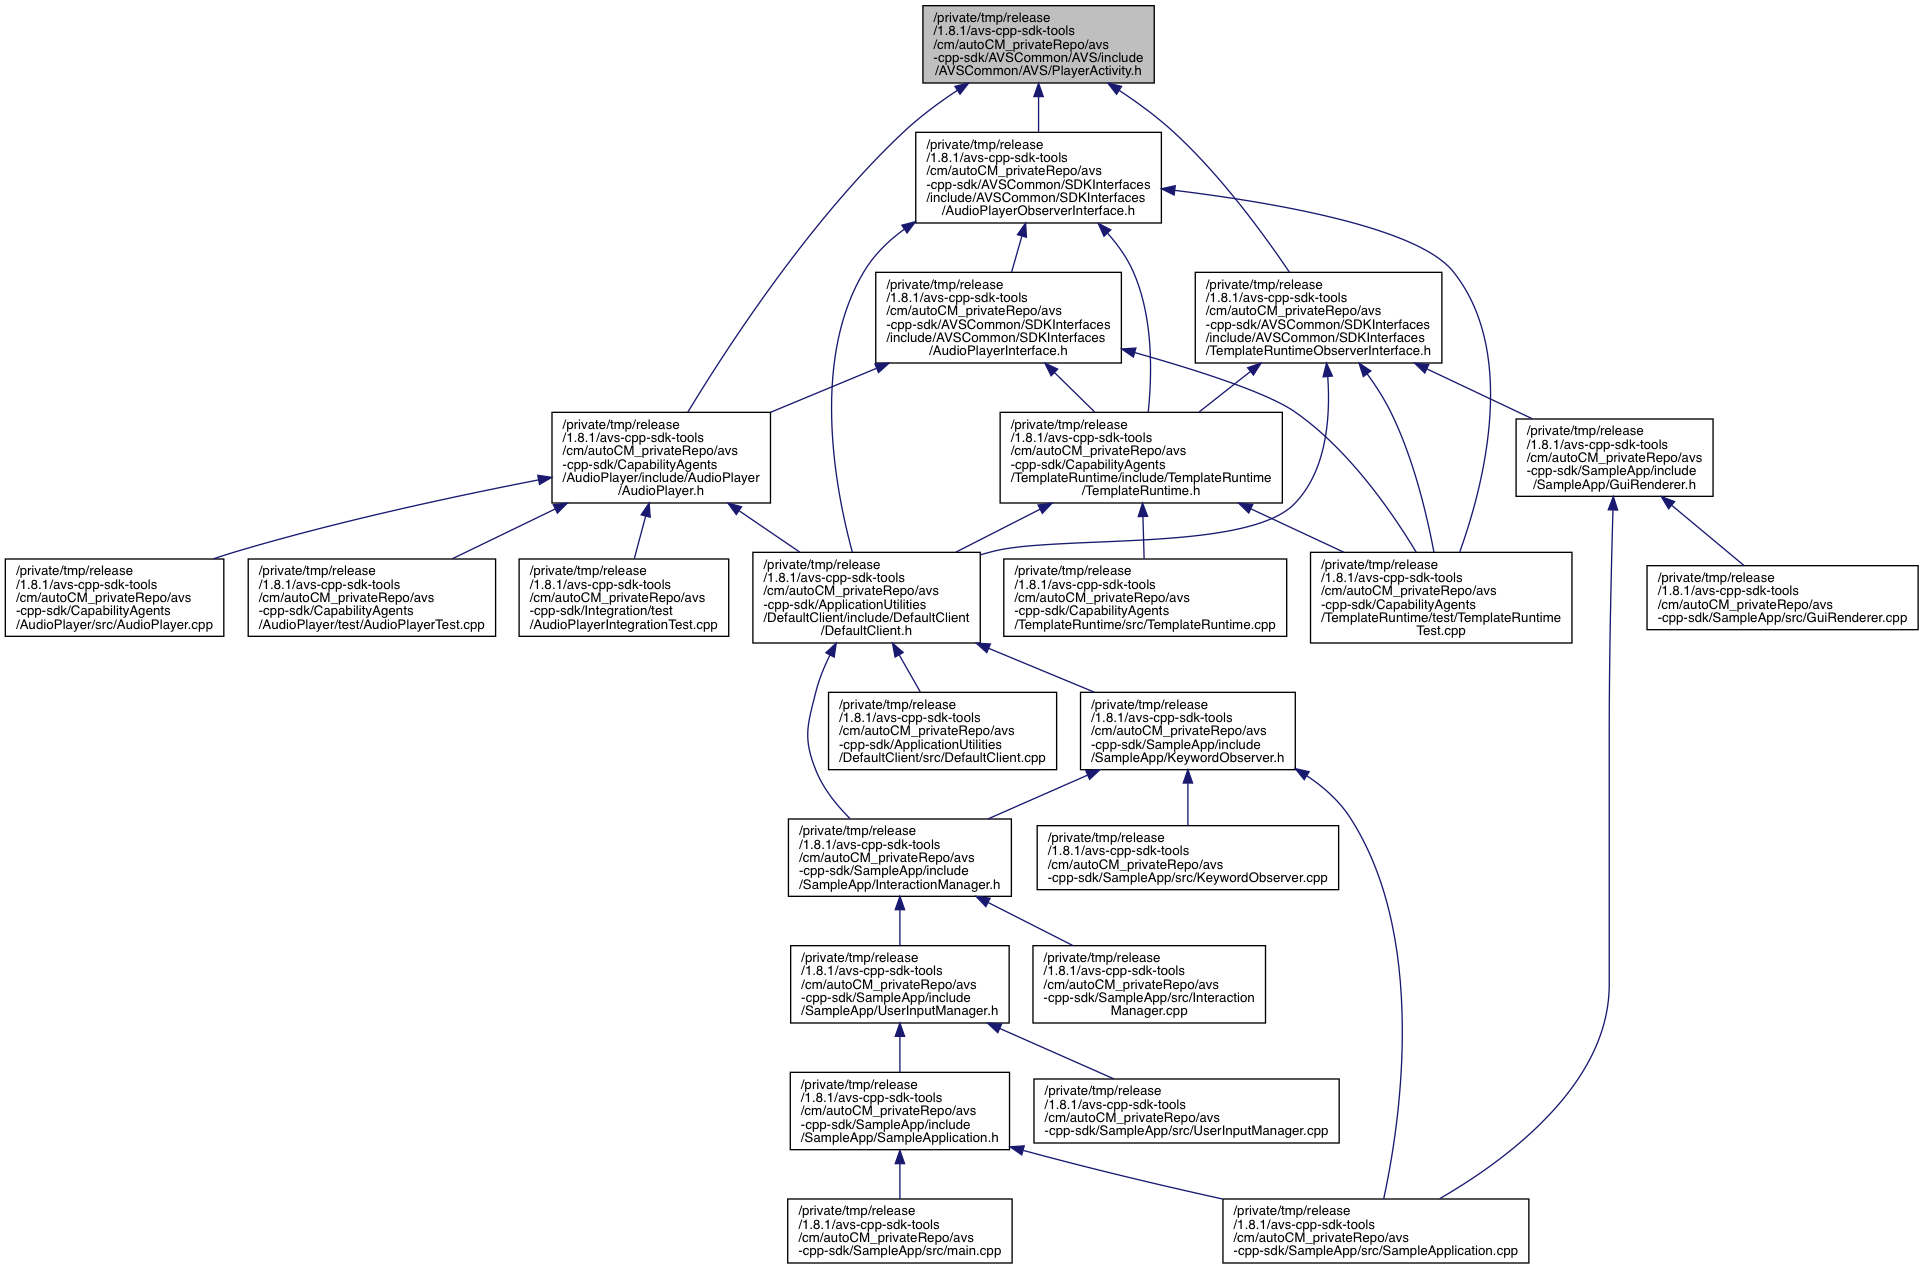 /private/tmp/release
/1.8.1/avs-cpp-sdk-tools
/cm/autoCM_privateRepo/avs
-cpp-sdk/AVSCommon/AVS/include
/AVSCommon/AVS/PlayerActivity.h
/private/tmp/release
/1.8.1/avs-cpp-sdk-tools
/cm/autoCM_privateRepo/avs
-cpp-sdk/AVSCommon/SDKInterfaces
/include/AVSCommon/SDKInterfaces
/AudioPlayerObserverInterface.h
/private/tmp/release
/1.8.1/avs-cpp-sdk-tools
/cm/autoCM_privateRepo/avs
-cpp-sdk/AVSCommon/SDKInterfaces
/include/AVSCommon/SDKInterfaces
/AudioPlayerInterface.h
/private/tmp/release
/1.8.1/avs-cpp-sdk-tools
/cm/autoCM_privateRepo/avs
-cpp-sdk/AVSCommon/SDKInterfaces
/include/AVSCommon/SDKInterfaces
/TemplateRuntimeObserverInterface.h
/private/tmp/release
/1.8.1/avs-cpp-sdk-tools
/cm/autoCM_privateRepo/avs
-cpp-sdk/CapabilityAgents
/AudioPlayer/include/AudioPlayer
/AudioPlayer.h
/private/tmp/release
/1.8.1/avs-cpp-sdk-tools
/cm/autoCM_privateRepo/avs
-cpp-sdk/CapabilityAgents
/TemplateRuntime/include/TemplateRuntime
/TemplateRuntime.h
/private/tmp/release
/1.8.1/avs-cpp-sdk-tools
/cm/autoCM_privateRepo/avs
-cpp-sdk/SampleApp/include
/SampleApp/GuiRenderer.h
/private/tmp/release
/1.8.1/avs-cpp-sdk-tools
/cm/autoCM_privateRepo/avs
-cpp-sdk/CapabilityAgents
/AudioPlayer/src/AudioPlayer.cpp
/private/tmp/release
/1.8.1/avs-cpp-sdk-tools
/cm/autoCM_privateRepo/avs
-cpp-sdk/CapabilityAgents
/AudioPlayer/test/AudioPlayerTest.cpp
/private/tmp/release
/1.8.1/avs-cpp-sdk-tools
/cm/autoCM_privateRepo/avs
-cpp-sdk/Integration/test
/AudioPlayerIntegrationTest.cpp
/private/tmp/release
/1.8.1/avs-cpp-sdk-tools
/cm/autoCM_privateRepo/avs
-cpp-sdk/ApplicationUtilities
/DefaultClient/include/DefaultClient
/DefaultClient.h
/private/tmp/release
/1.8.1/avs-cpp-sdk-tools
/cm/autoCM_privateRepo/avs
-cpp-sdk/CapabilityAgents
/TemplateRuntime/src/TemplateRuntime.cpp
/private/tmp/release
/1.8.1/avs-cpp-sdk-tools
/cm/autoCM_privateRepo/avs
-cpp-sdk/CapabilityAgents
/TemplateRuntime/test/TemplateRuntime
Test.cpp
/private/tmp/release
/1.8.1/avs-cpp-sdk-tools
/cm/autoCM_privateRepo/avs
-cpp-sdk/SampleApp/src/GuiRenderer.cpp
/private/tmp/release
/1.8.1/avs-cpp-sdk-tools
/cm/autoCM_privateRepo/avs
-cpp-sdk/ApplicationUtilities
/DefaultClient/src/DefaultClient.cpp
/private/tmp/release
/1.8.1/avs-cpp-sdk-tools
/cm/autoCM_privateRepo/avs
-cpp-sdk/SampleApp/include
/SampleApp/KeywordObserver.h
/private/tmp/release
/1.8.1/avs-cpp-sdk-tools
/cm/autoCM_privateRepo/avs
-cpp-sdk/SampleApp/include
/SampleApp/InteractionManager.h
/private/tmp/release
/1.8.1/avs-cpp-sdk-tools
/cm/autoCM_privateRepo/avs
-cpp-sdk/SampleApp/src/KeywordObserver.cpp
/private/tmp/release
/1.8.1/avs-cpp-sdk-tools
/cm/autoCM_privateRepo/avs
-cpp-sdk/SampleApp/include
/SampleApp/UserInputManager.h
/private/tmp/release
/1.8.1/avs-cpp-sdk-tools
/cm/autoCM_privateRepo/avs
-cpp-sdk/SampleApp/src/Interaction
Manager.cpp
/private/tmp/release
/1.8.1/avs-cpp-sdk-tools
/cm/autoCM_privateRepo/avs
-cpp-sdk/SampleApp/include
/SampleApp/SampleApplication.h
/private/tmp/release
/1.8.1/avs-cpp-sdk-tools
/cm/autoCM_privateRepo/avs
-cpp-sdk/SampleApp/src/UserInputManager.cpp
/private/tmp/release
/1.8.1/avs-cpp-sdk-tools
/cm/autoCM_privateRepo/avs
-cpp-sdk/SampleApp/src/main.cpp
/private/tmp/release
/1.8.1/avs-cpp-sdk-tools
/cm/autoCM_privateRepo/avs
-cpp-sdk/SampleApp/src/SampleApplication.cpp